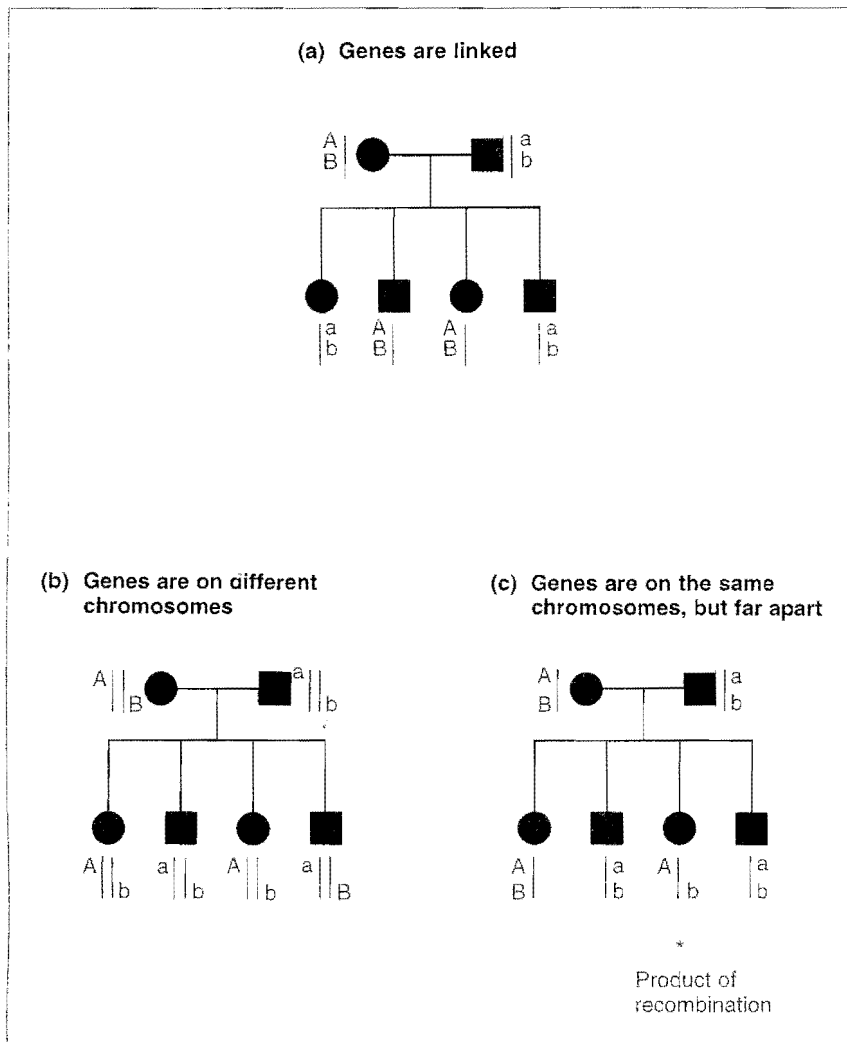 (a) Genes are linked
A a
B b
a A A a
b B B b
(b) Genes are on different
chromosomes
A B a b
A b a b A b a B
(c) Genes are on the same
chromosomes, but far apart
A a
B b
A a A a
B b b b
*
Product of
recombination